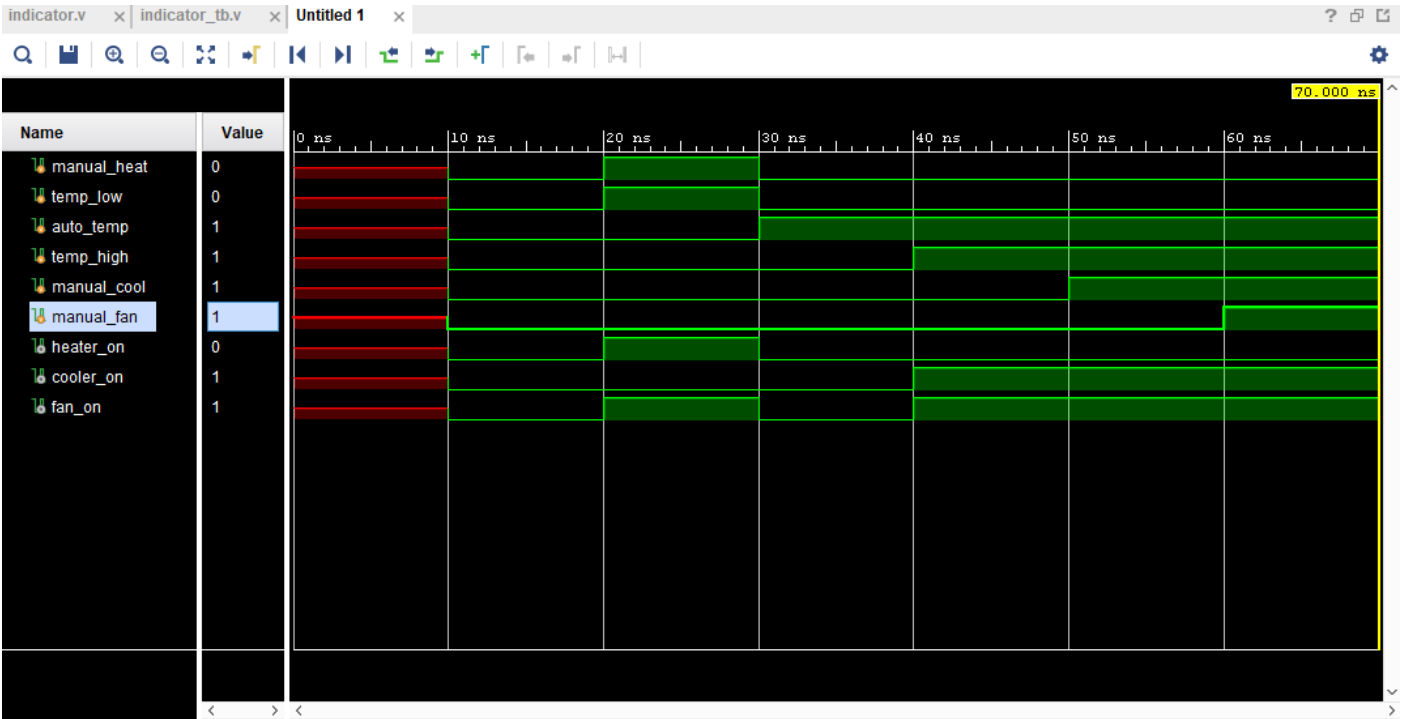 indicator.v × indicator_tb.v × Untitled 1 ×
70.000 ns
Name Value
0 ns 10 ns 20 ns 30 ns 40 ns 50 ns 60 ns
manual_heat 0
temp_low 0
auto_temp 1
temp_high 1
manual_cool 1
manual_fan 1
heater_on 0
cooler_on 1
fan_on 1